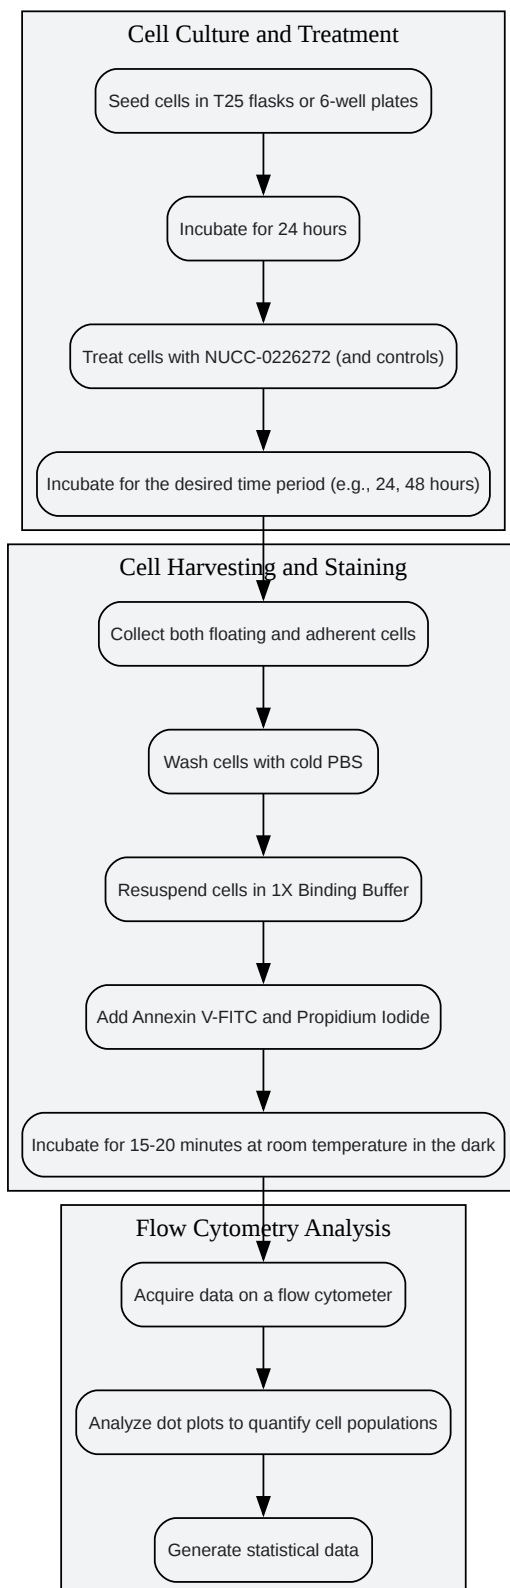 Cell Culture and Treatment
Seed cells in T25 flasks or 6-well plates
Incubate for 24 hours
Treat cells with NUCC-0226272 (and controls)
Incubate for the desired time period (e.g., 24, 48 hours)
Cell Harvesting and Staining
Collect both floating and adherent cells
Wash cells with cold PBS
Resuspend cells in 1X Binding Buffer
Add Annexin V-FITC and Propidium Iodide
Incubate for 15-20 minutes at room temperature in the dark
Flow Cytometry Analysis
Acquire data on a flow cytometer
Analyze dot plots to quantify cell populations
Generate statistical data